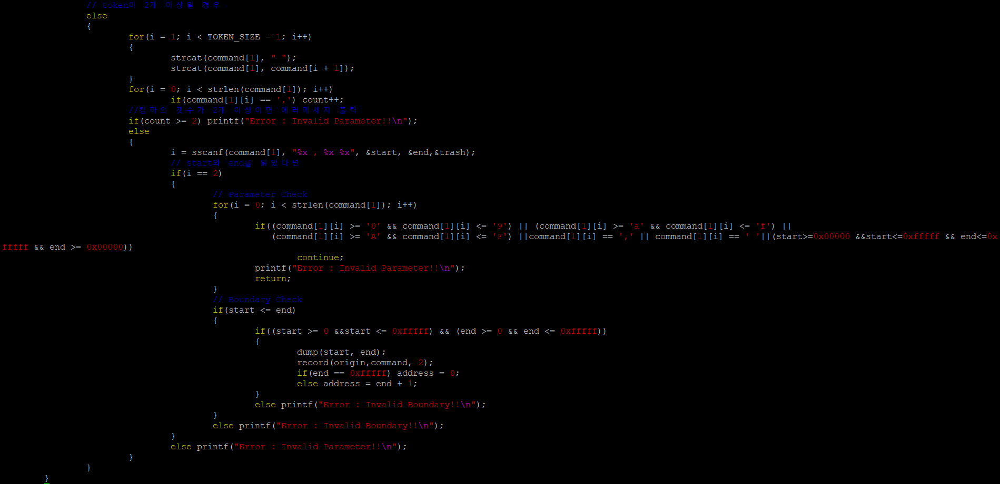 // token이 2개 이상일 경우
else
{
for(i = 1; i < TOKEN_SIZE - 1; i++)
{
strcat(command[1], " ");
strcat(command[1], command[i + 1]);
}
for(i = 0; i < strlen(command[1]); i++)
if(command[1][i] == ',') count++;
//컴마의 갯수가 2개 이상이면 에러메세지 출력
if(count >= 2) printf("Error : Invalid Parameter!!\n");
else
{
i = sscanf(command[1], "%x , %x %x", &start, &end,&trash);
// start와 end를 읽었다면
if(i == 2)
{
// Parameter Check
for(i = 0; i < strlen(command[1]); i++)
{
if((command[1][i] >= '0' && command[1][i] <= '9') || (command[1][i] >= 'a' && command[1][i] <= 'f') ||
(command[1][i] >= 'A' && command[1][i] <= 'F') ||command[1][i] == ',' || command[1][i] == ' '||(start>=0x00000 &&start<=0xfffff && end<=0x
fffff && end >= 0x00000))
continue;
printf("Error : Invalid Parameter!!\n");
return;
}
// Boundary Check
if(start <= end)
{
if((start >= 0 &&start <= 0xfffff) && (end >= 0 && end <= 0xfffff))
{
dump(start, end);
record(origin,command, 2);
if(end == 0xfffff) address = 0;
else address = end + 1;
}
else printf("Error : Invalid Boundary!!\n");
}
else printf("Error : Invalid Boundary!!\n");
}
else printf("Error : Invalid Parameter!!\n");
}
}
}